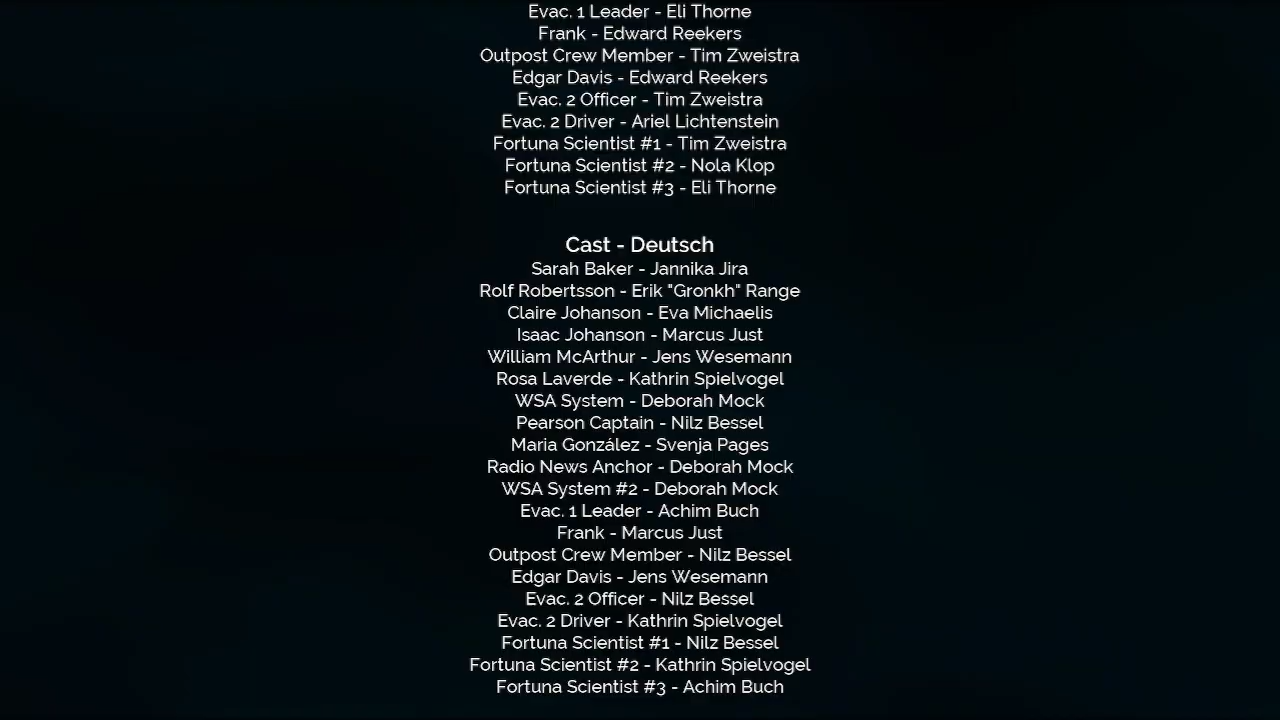 Evac. 1 Leader - Eli Thorne
Frank - Edward Reekers
Outpost Crew Member - Tim Zweistra
Edgar Davis - Edward Reekers
Evac. 2 Officer - Tim Zweistra
Evac. 2 Driver - Ariel Lichtenstein
Fortuna Scientist #1 - Tim Zweistra
Fortuna Scientist #2 - Nola Klop
Fortuna Scientist #3 - Eli Thorne
Cast - Deutsch
Sarah Baker - Jannika Jira
Rolf Robertsson - Erik "Gronkh" Range
Claire Johanson - Eva Michaelis
Isaac Johanson - Marcus Just
William McArthur - Jens Wesemann
Rosa Laverde - Kathrin Spielvogel
WSA System - Deborah Mock
Pearson Captain - Nilz Bessel
Maria González - Svenja Pages
Radio News Anchor - Deborah Mock
WSA System #2 - Deborah Mock
Evac. 1 Leader - Achim Buch
Frank - Marcus Just
Outpost Crew Member - Nilz Bessel
Edgar Davis - Jens Wesemann
Evac. 2 Officer - Nilz Bessel
Evac. 2 Driver - Kathrin Spielvogel
Fortuna Scientist #1 - Nilz Bessel
Fortuna Scientist #2 - Kathrin Spielvogel
Fortuna Scientist #3 - Achim Buch